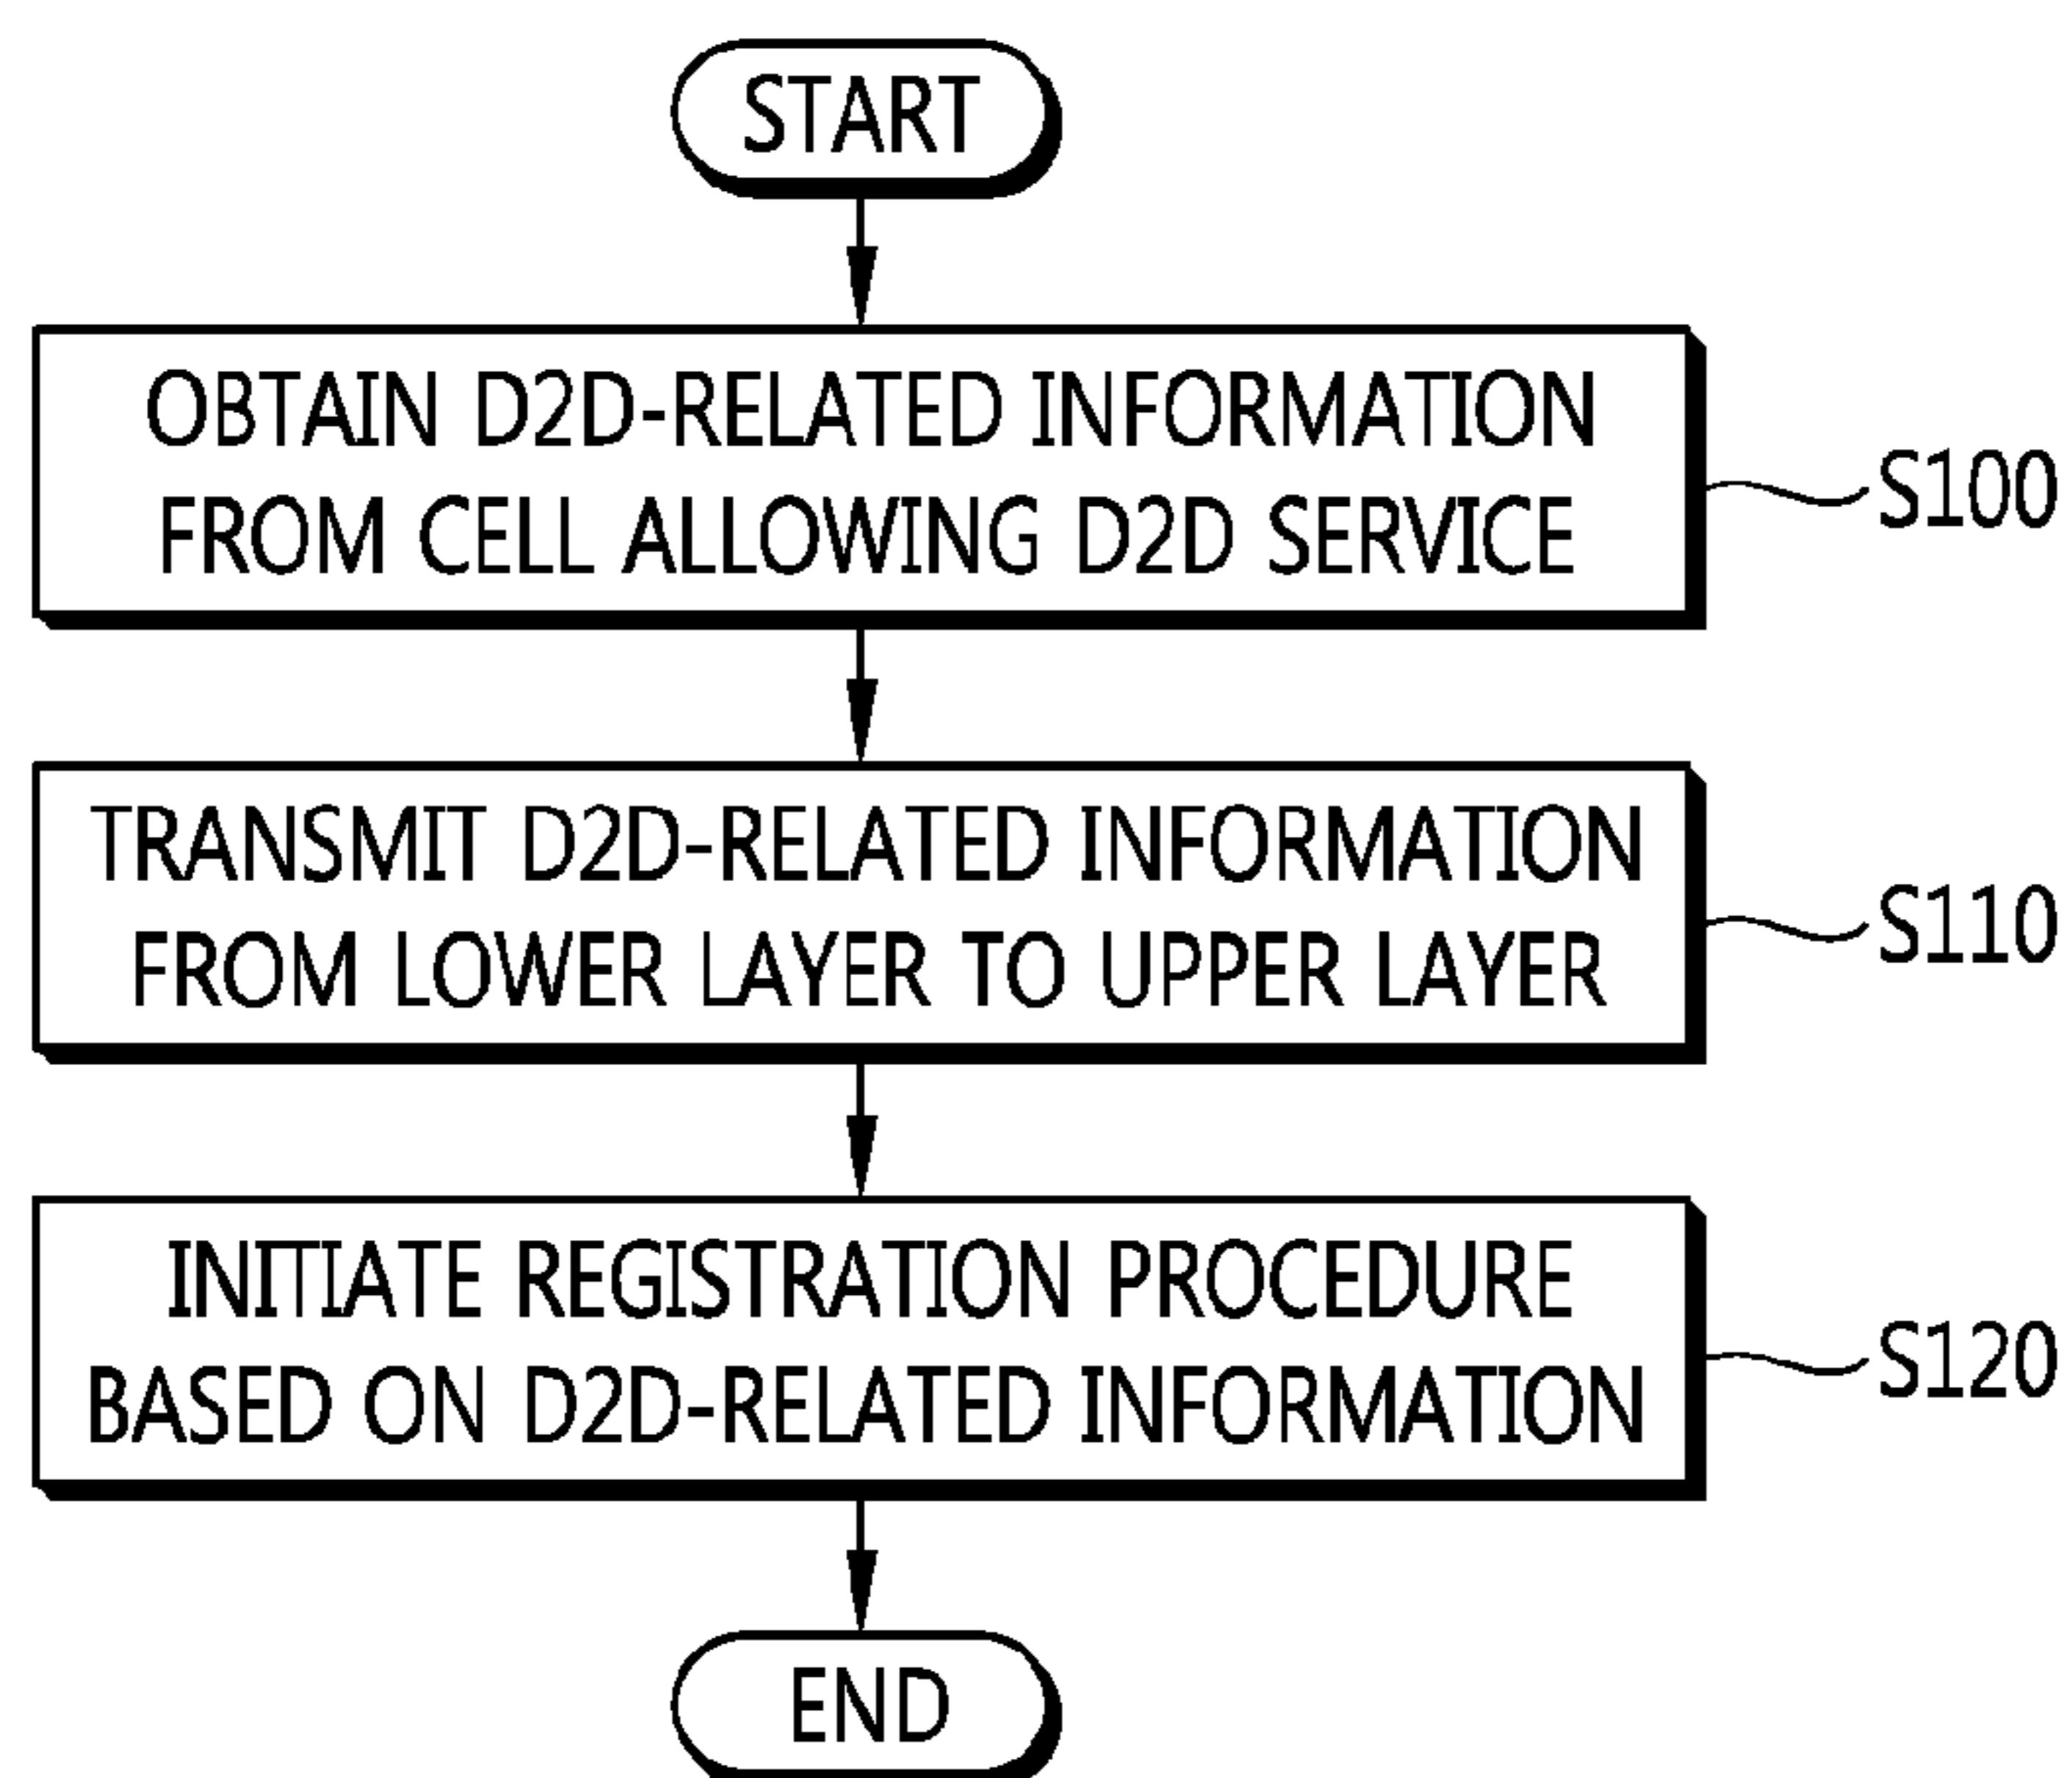 START
OBTAIN D2D-RELATED INFORMATION
FROM CELL ALLOWING D2D SERVICE
S100
TRANSMIT D2D-RELATED INFORMATION
FROM LOWER LAYER TO UPPER LAYER
S110
INITIATE REGISTRATION PROCEDURE
BASED ON D2D-RELATED INFORMATION
S120
END